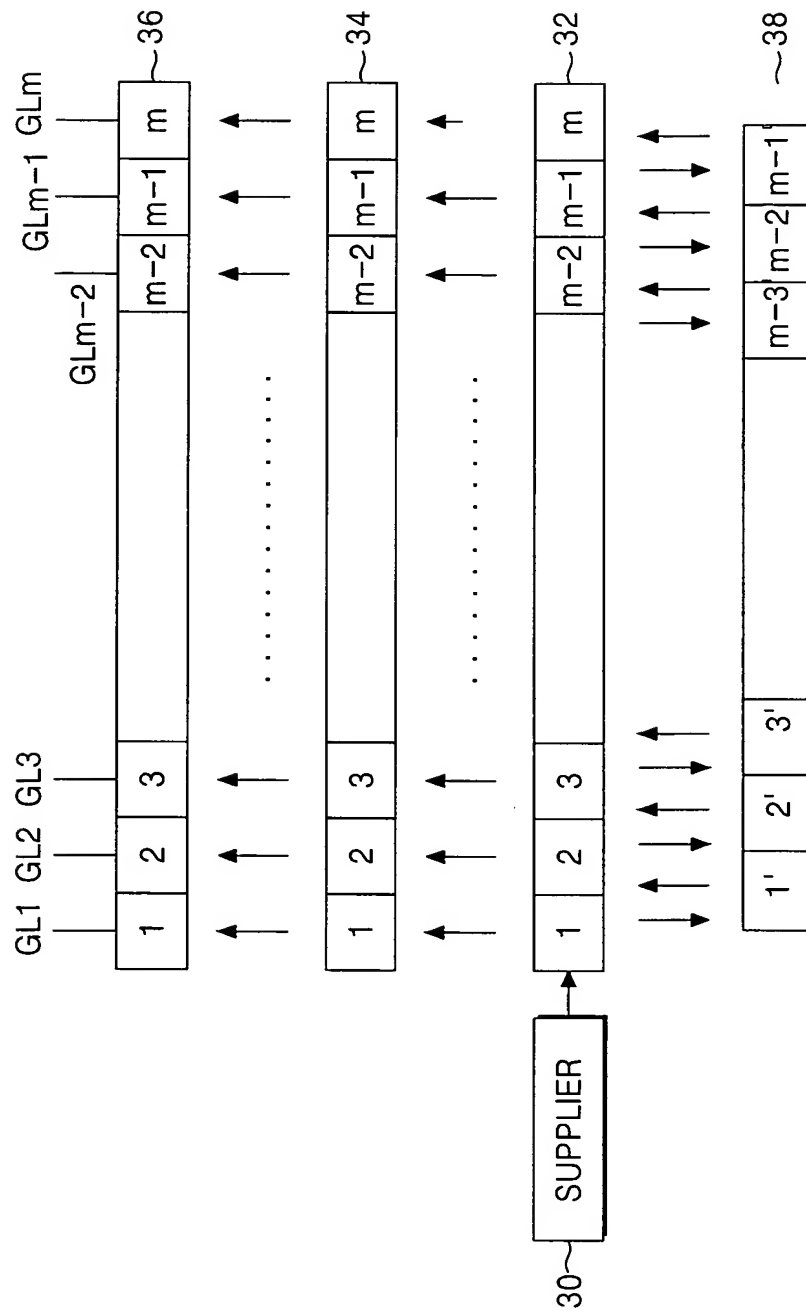 GL1 GL2 GL3 GLm-2 GLm-1 GLm
1 2 3 m-2 m-1 m ~36
1 2 3 m-2 m-1 m ~34
30~ SUPPLIER 1 2 3 m-2 m-1 m ~32
1' 2' 3' m-3' m-2' m-1' ~38